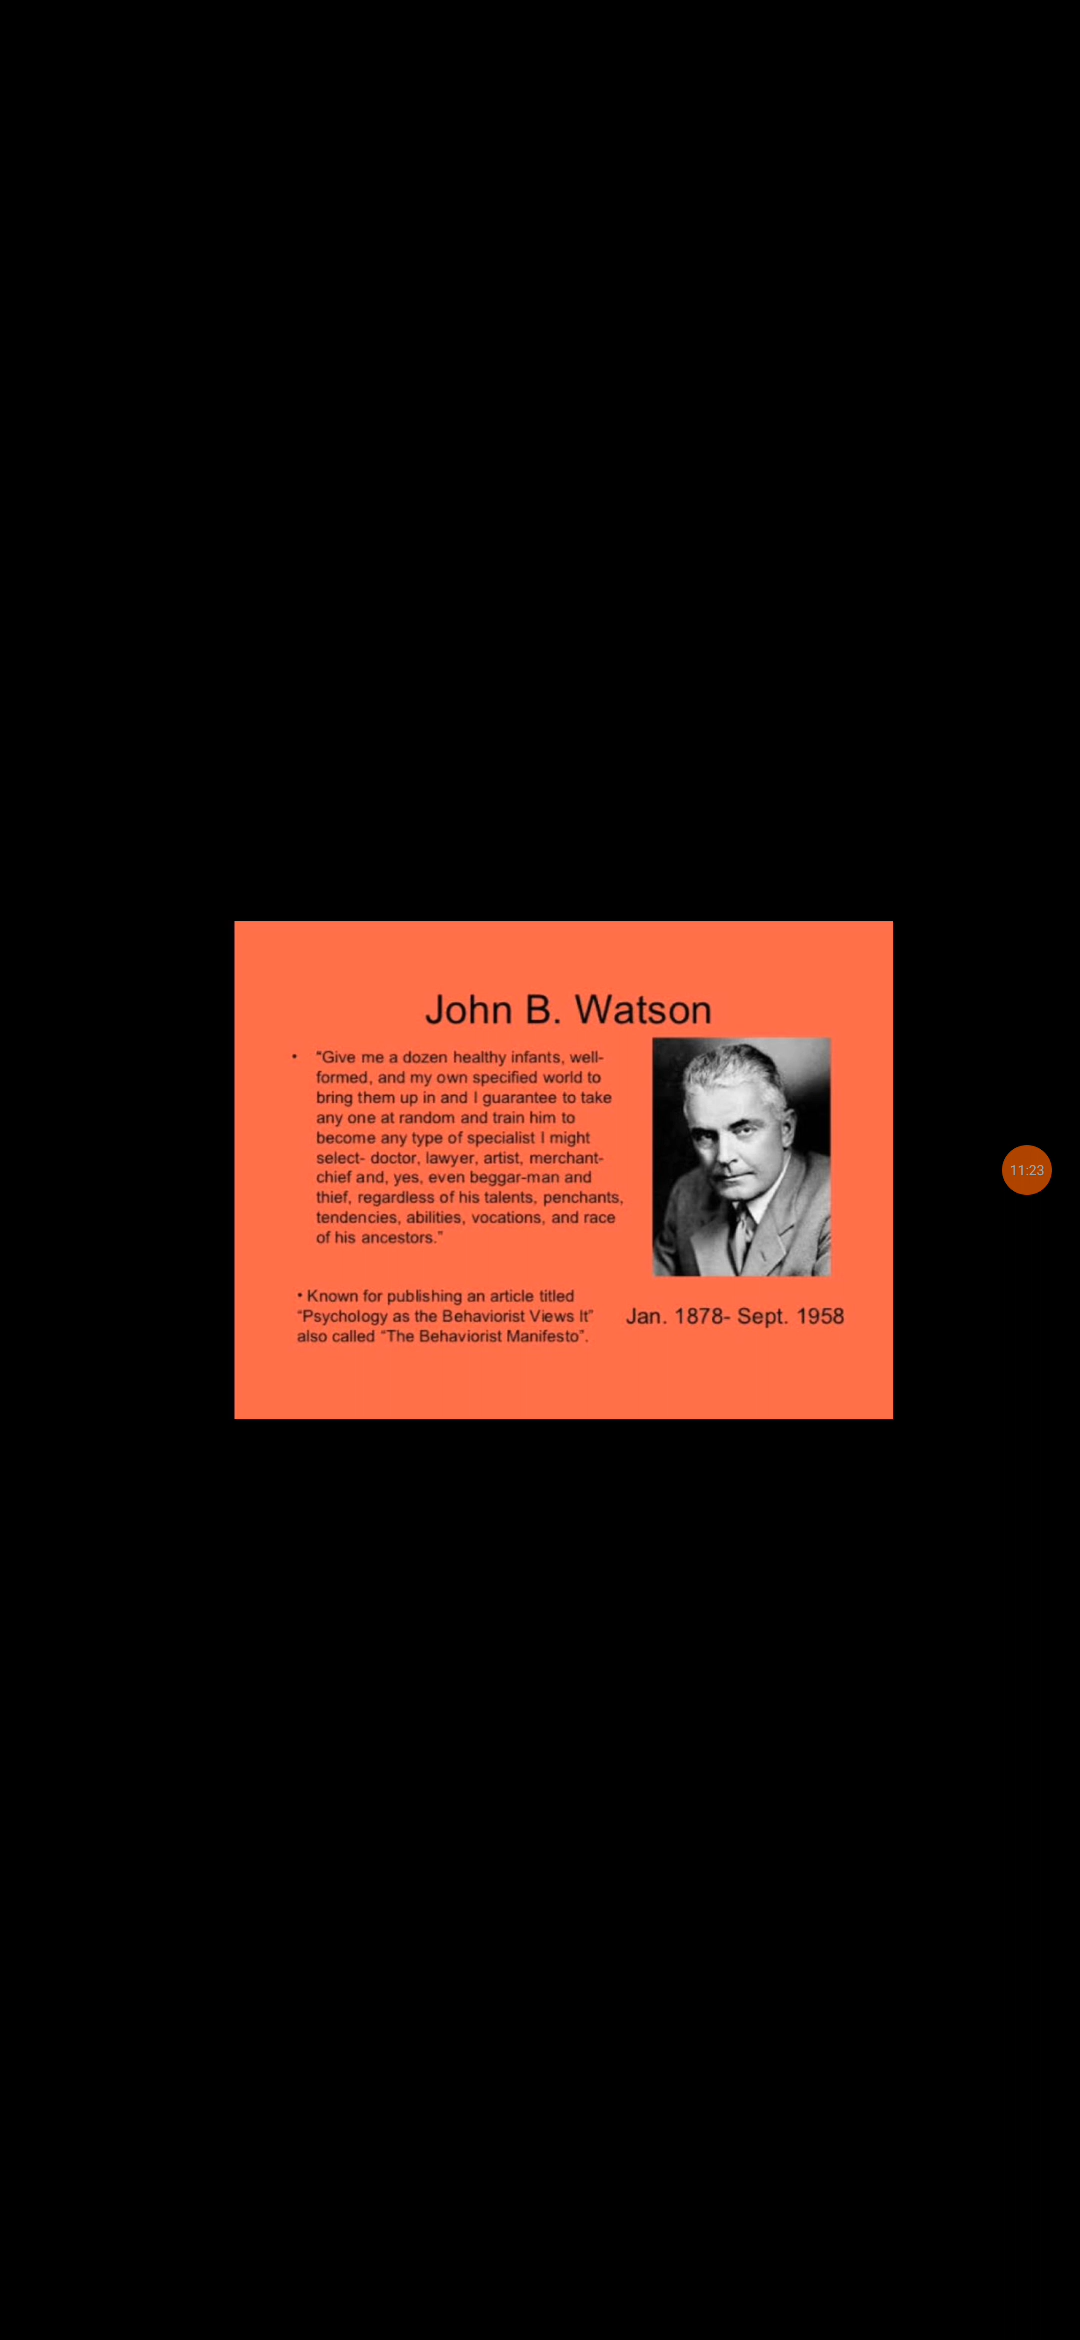 John B. Watson
• "Give me a dozen healthy infants, well-
formed, and my own specified world to
bring them up in and I guarantee to take
any one at random and train him to
become any type of specialist I might
select- doctor, lawyer, artist, merchant-
chief and, yes, even beggar-man and
thief, regardless of his talents, penchants,
tendencies, abilities, vocations, and race
of his ancestors.”
• Known for publishing an article titled
“Psychology as the Behaviorist Views It”
also called “The Behaviorist Manifesto”.
Jan. 1878- Sept. 1958
11:23